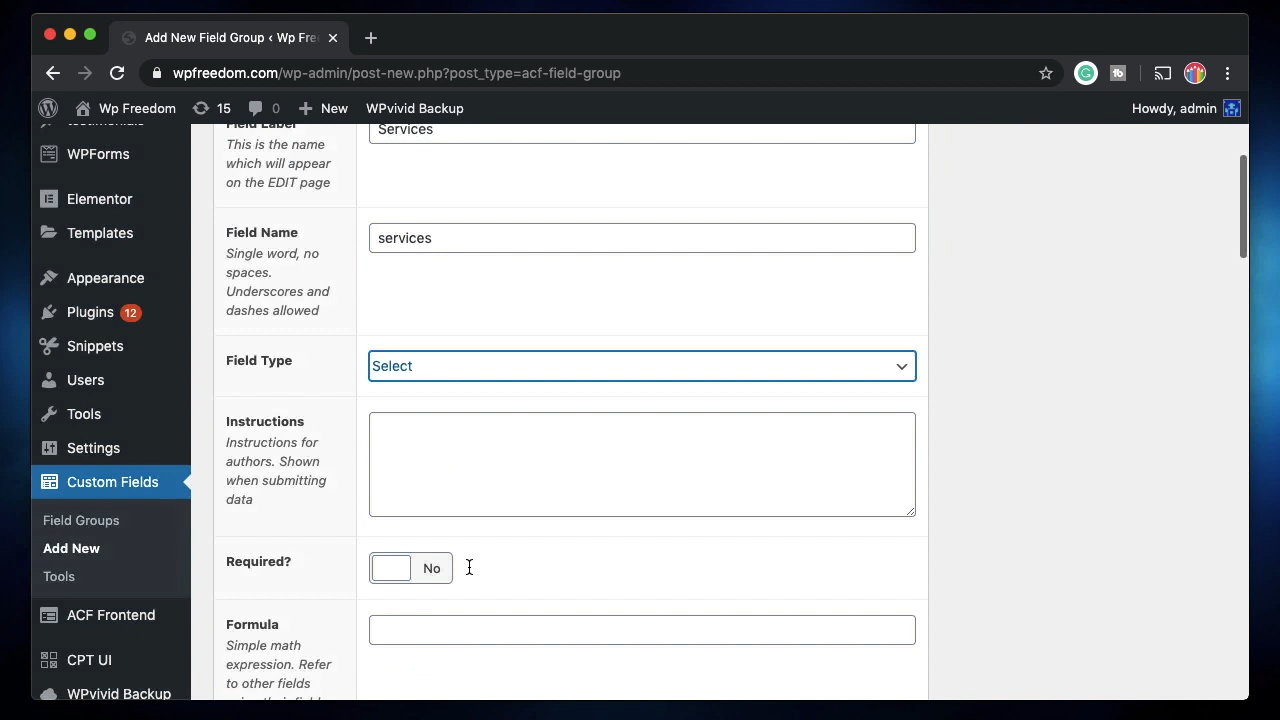 Add New Field Group ‹ Wp Fre
wpfreedom.com/wp-admin/post-new.php?post_type=acf-field-group
Wp Freedom
15
0
New
WPvivid Backup
Howdy, admin
Testimonials
WPForms
Elementor
Templates
Appearance
Plugins 12
Snippets
Users
Tools
Settings
Custom Fields
Field Groups
Add New
Tools
ACF Frontend
CPT UI
WPvivid Backup
Field Label
This is the name
which will appear
on the EDIT page
Services
Field Name
Single word, no
spaces.
Underscores and
dashes allowed
services
Field Type
Select
Instructions
Instructions for
authors. Shown
when submitting
data
Required?
No
Formula
Simple math
expression. Refer
to other fields